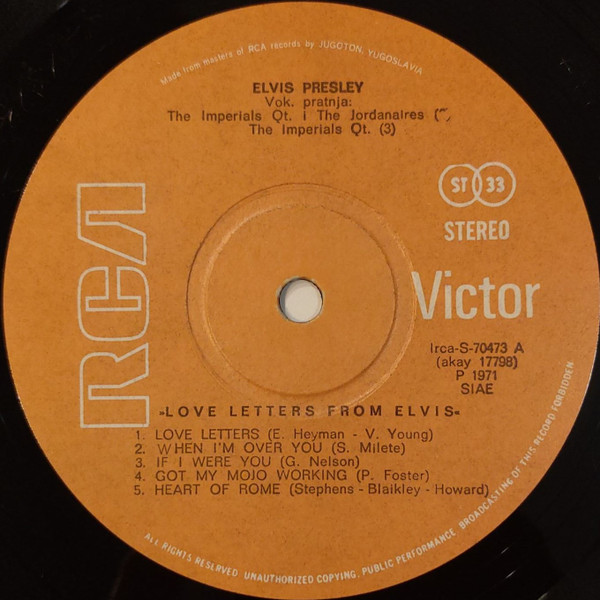 Made from masters of RCA records by JUGOTON, YUGOSLAVIA
ELVIS PRESLEY
Vok. pratnja:
The Imperials Qt. i The Jordanaires (
The Imperials Qt. (3)
ST 33
STEREO
RCA
Victor
lrca-S-70473 A
(akay 17798)
P 1971
SIAE
»LOVE LETTERS FROM ELVIS«
1. LOVE LETTERS (E. Heyman - V. Young)
2. WHEN I'M OVER YOU (S. Milete)
3. IF I WERE YOU (G. Nelson)
4. GOT MY MOJO WORKING (P. Foster)
5. HEART OF ROME (Stephens - Blaikley - Howard)
ALL RIGHTS RESERVED UNAUTHORIZED COPYING, PUBLIC PERFORMANCE BROADCASTING OF THIS RECORD FORBIDDEN